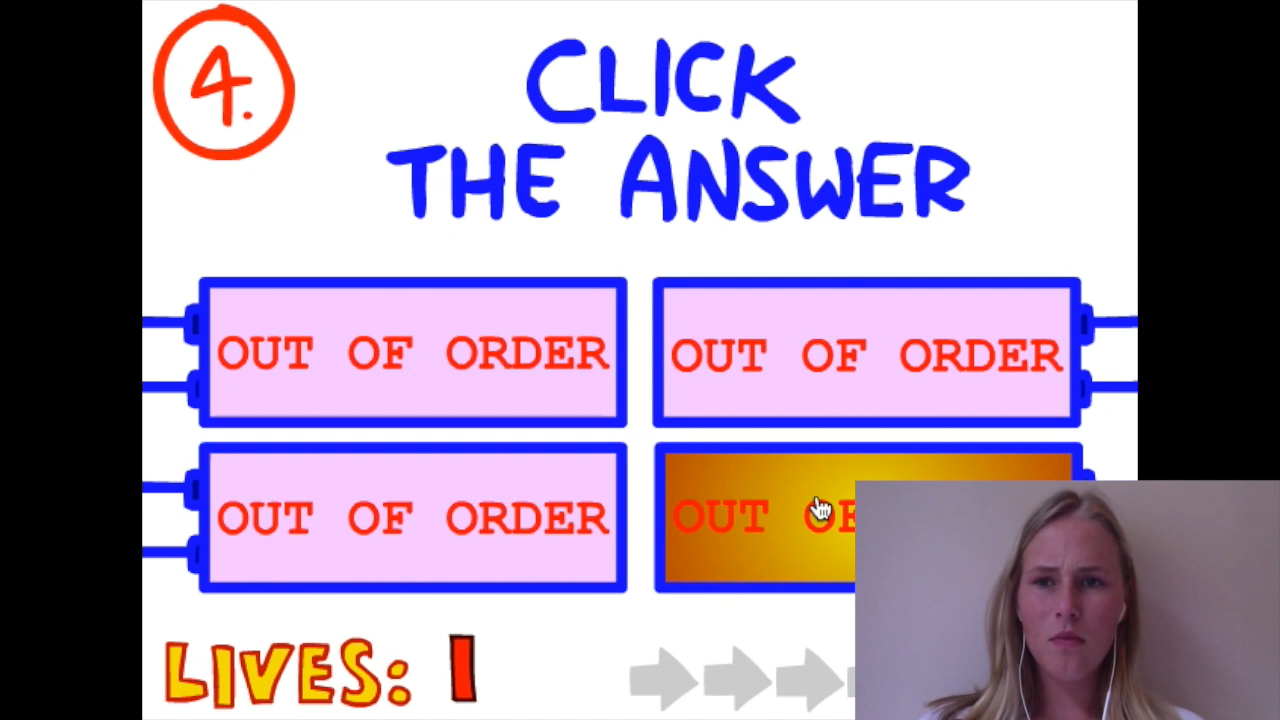 4.
CLICK
THE ANSWER
OUT OF ORDER
OUT OF ORDER
OUT OF ORDER
OUT
LIVES: 1